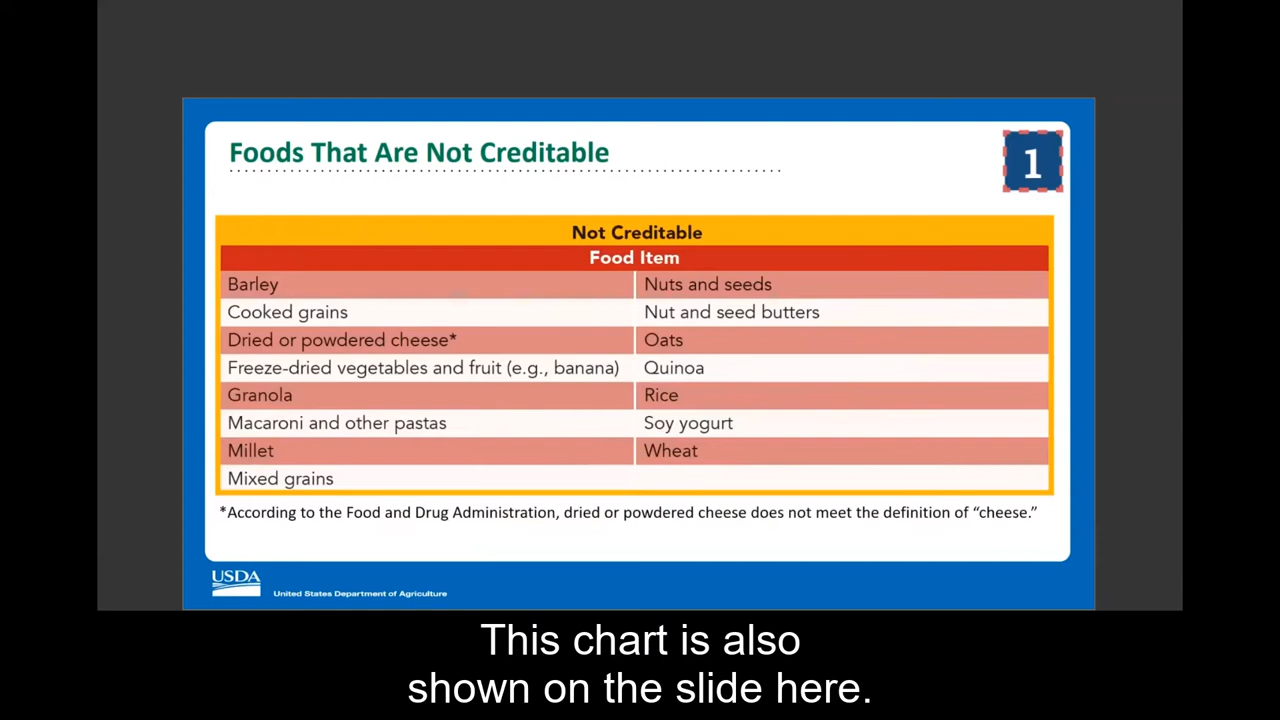 Foods That Are Not Creditable
1
Not Creditable
Food Item
Barley
Nuts and seeds
Cooked grains
Nut and seed butters
Dried or powdered cheese*
Oats
Freeze-dried vegetables and fruit (e.g., banana)
Quinoa
Granola
Rice
Macaroni and other pastas
Soy yogurt
Millet
Wheat
Mixed grains
*According to the Food and Drug Administration, dried or powdered cheese does not meet the definition of “cheese.”
USDA
United States Department of Agriculture
This chart is also
shown on the slide here.